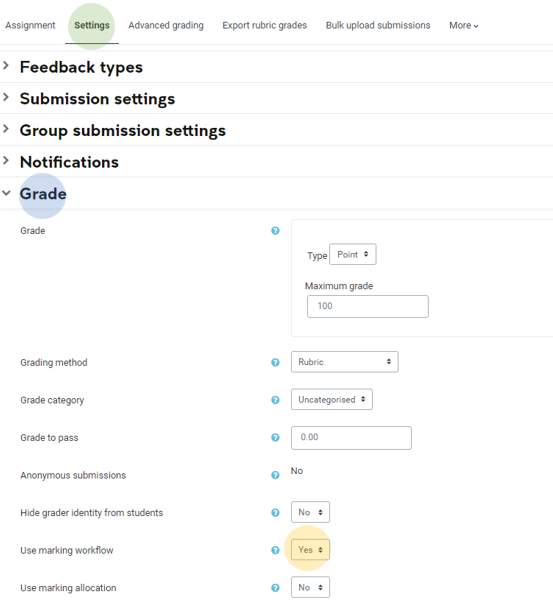 Assignment Settings Advanced grading Export rubric grades Bulk upload submissions More
Feedback types
Submission settings
Group submission settings
Notifications
Grade
Grade ?
Type Point
Maximum grade
100
Grading method ? Rubric
Grade category ? Uncategorised
Grade to pass ? 0.00
Anonymous submissions ? No
Hide grader identity from students ? No
Use marking workflow ? Yes
Use marking allocation ? No